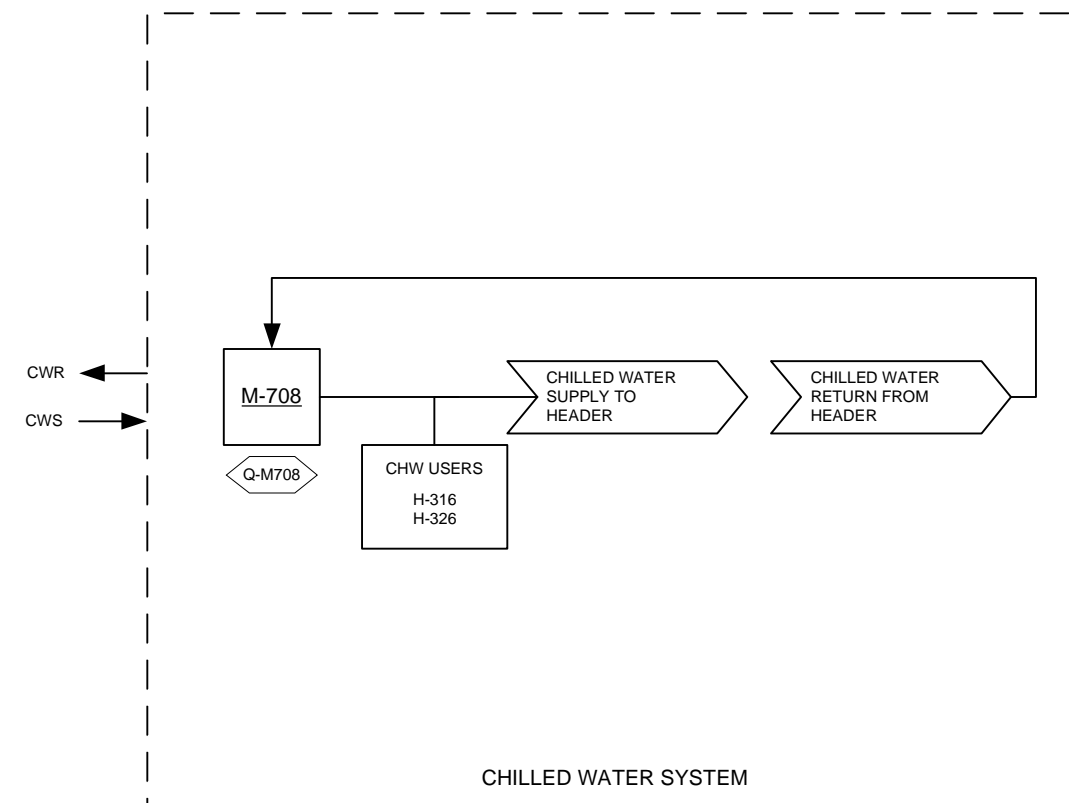 CWR
CWS
M-708
Q-M708
CHW USERS
H-316
H-326
CHILLED WATER
SUPPLY TO
HEADER
CHILLED WATER
RETURN FROM
HEADER
CHILLED WATER SYSTEM